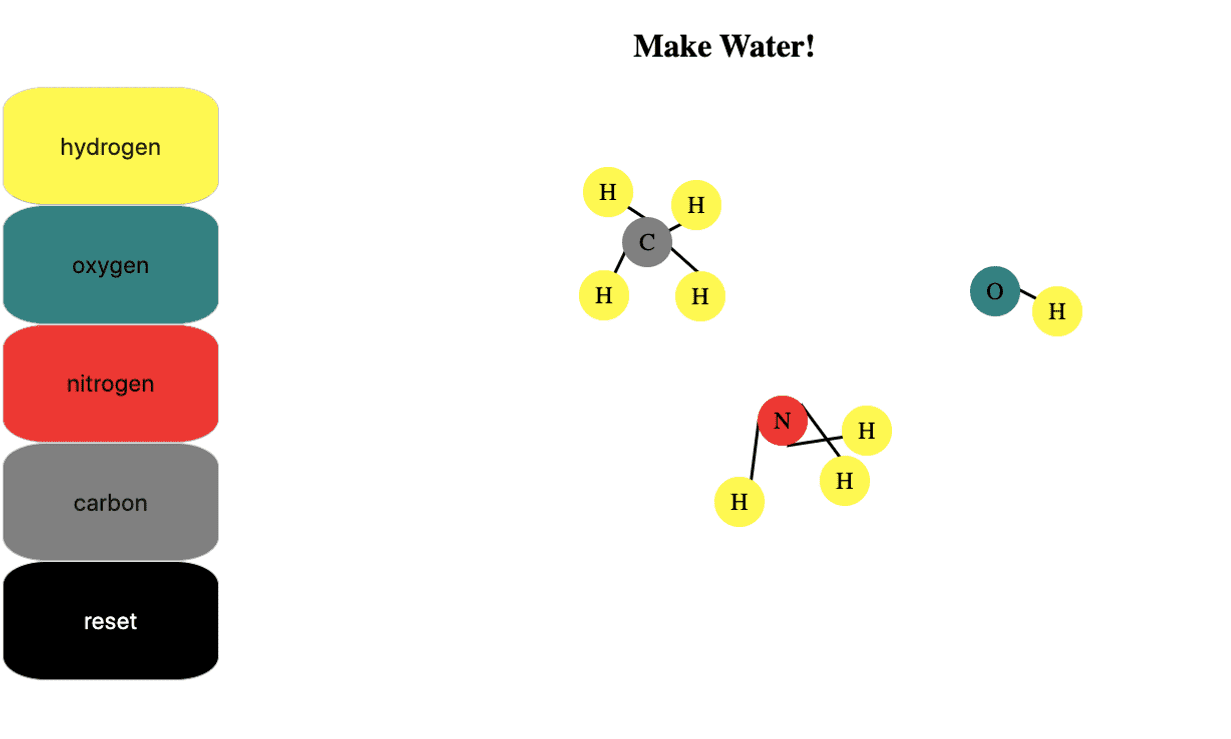 Make Water!
hydrogen
oxygen
nitrogen
carbon
reset
H
H
C
H
H
O
H
N
H
H
H